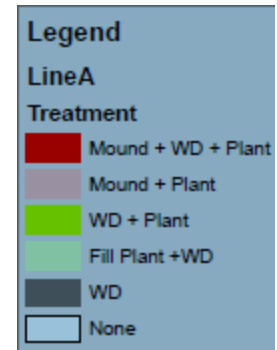 Legend
LineA
Treatment
Mound + WD + Plant
Mound + Plant
WD + Plant
Fill Plant +WD
WD
None